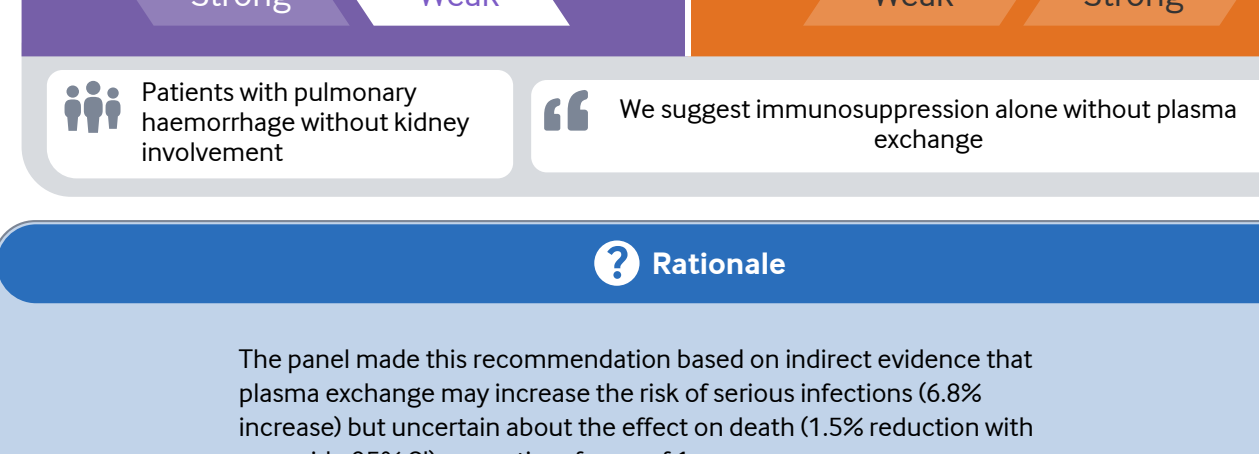 Strong
Weak
Weak
Strong
Patients with pulmonary
haemorrhage without kidney
involvement
We suggest immunosuppression alone without plasma
exchange
Rationale
The panel made this recommendation based on indirect evidence that
plasma exchange may increase the risk of serious infections (6.8%
increase) but uncertain about the effect on death (1.5% reduction with